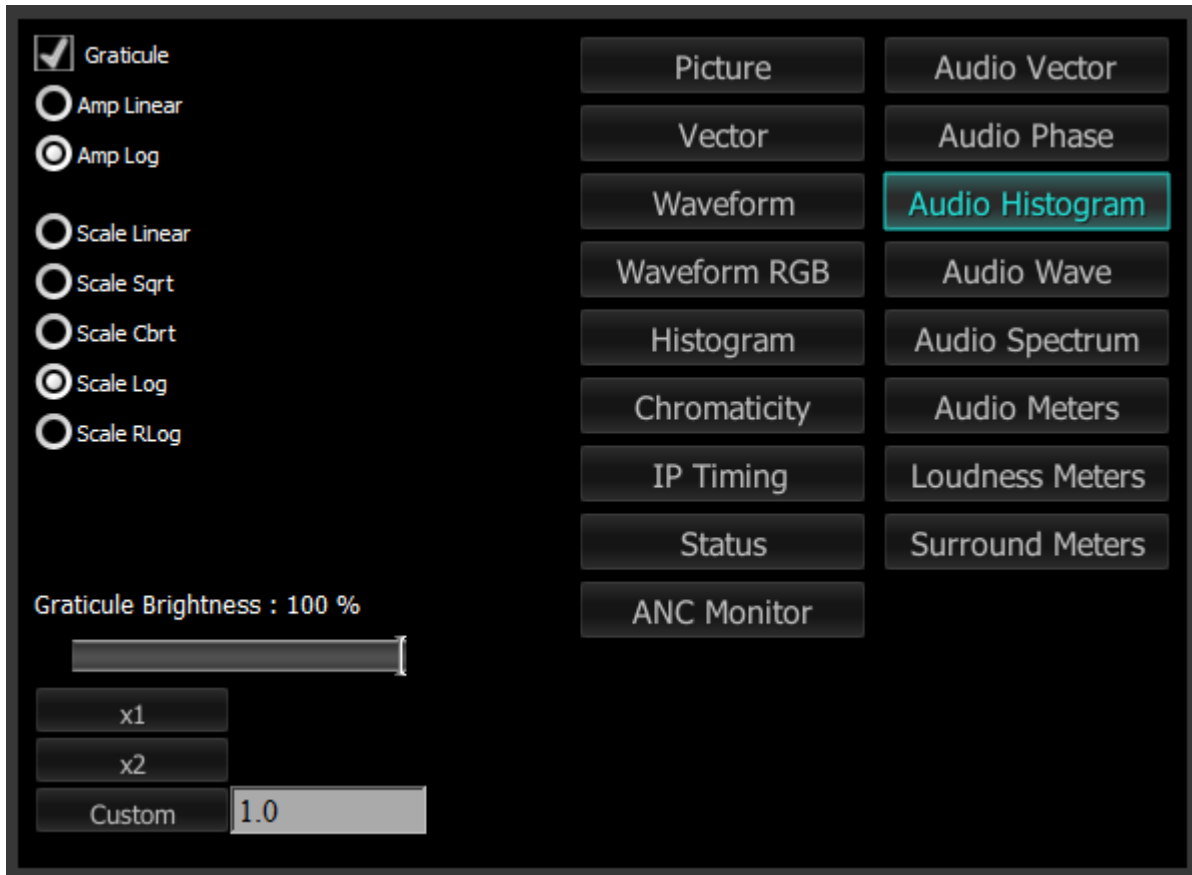 Graticule
Amp Linear
Amp Log
Scale Linear
Scale Sqrt
Scale Cbrt
Scale Log
Scale RLog
Graticule Brightness : 100 %
x1
x2
Custom 1.0
Picture
Vector
Waveform
Waveform RGB
Histogram
Chromaticity
IP Timing
Status
ANC Monitor
Audio Vector
Audio Phase
Audio Histogram
Audio Wave
Audio Spectrum
Audio Meters
Loudness Meters
Surround Meters